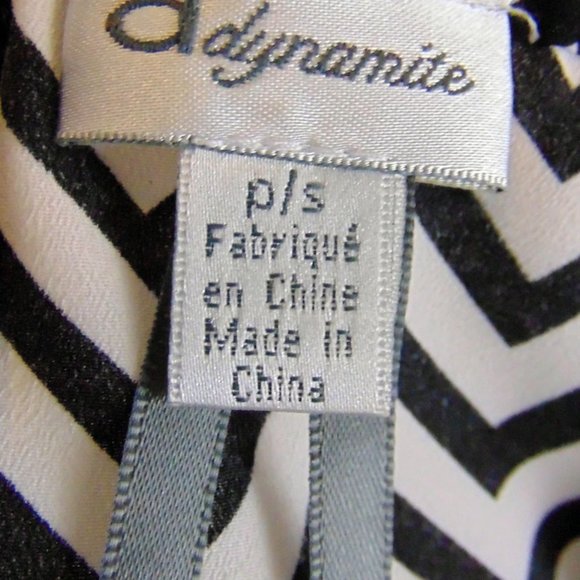 d dynamite
p/s
Fabriqué
en Chine
Made in
China